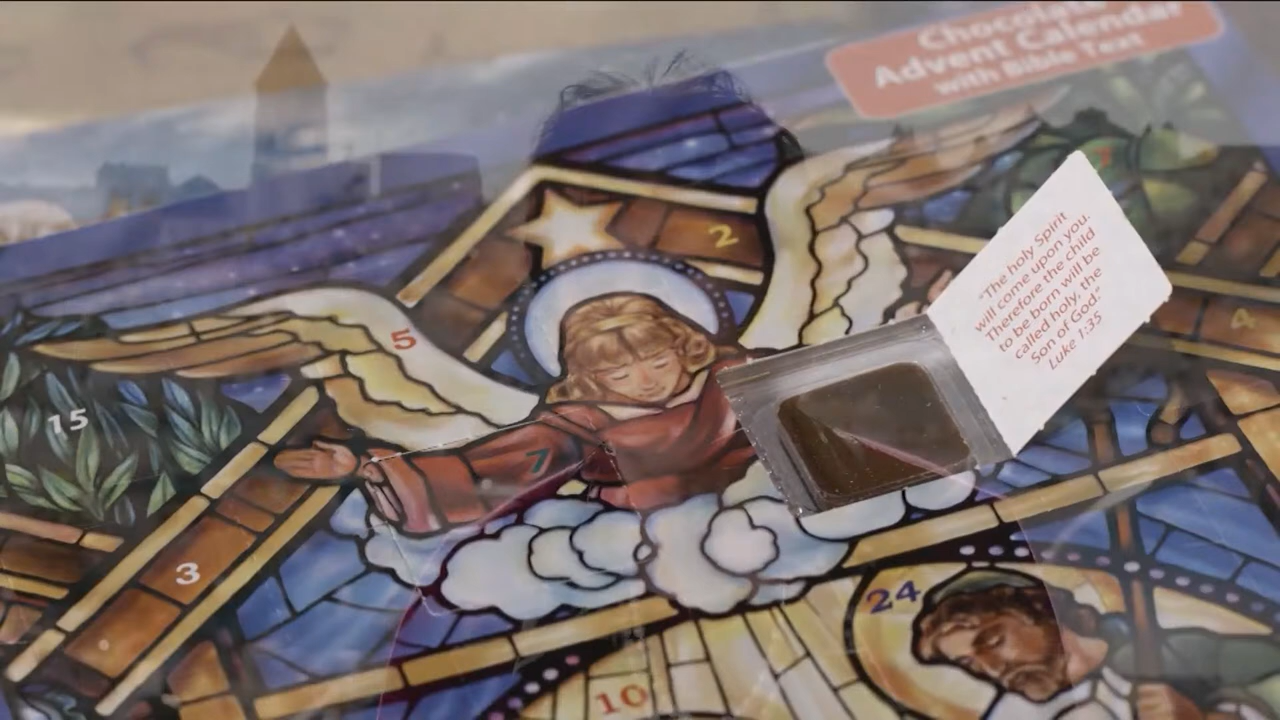 Chocolate
Advent Calendar
with Bible Text
2
"The holy Spirit
will come upon you.
Therefore the child
to be born will be
called holy, the
Son of God."
Luke 1:35
4
5
15
7
3
24
10